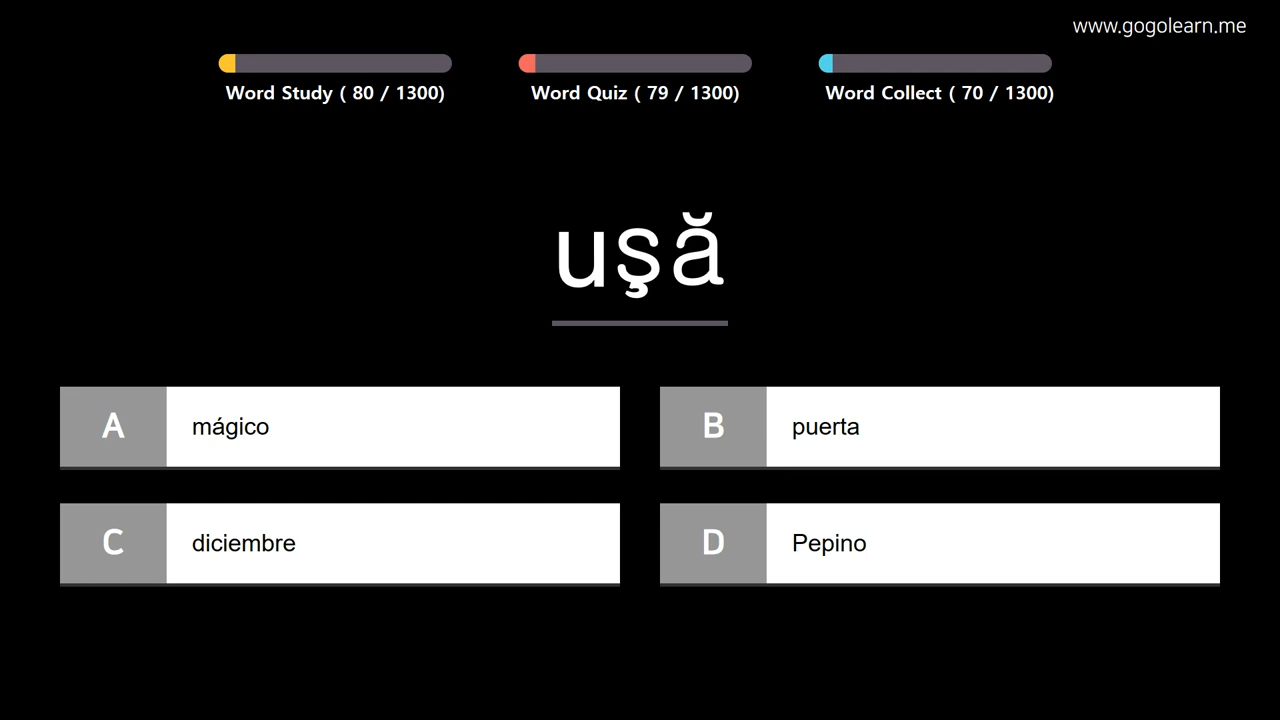 www.gogolearn.me
Word Study ( 80 / 1300)
Word Quiz ( 79 / 1300)
Word Collect ( 70 / 1300)
uşă
A mágico
B puerta
C diciembre
D Pepino